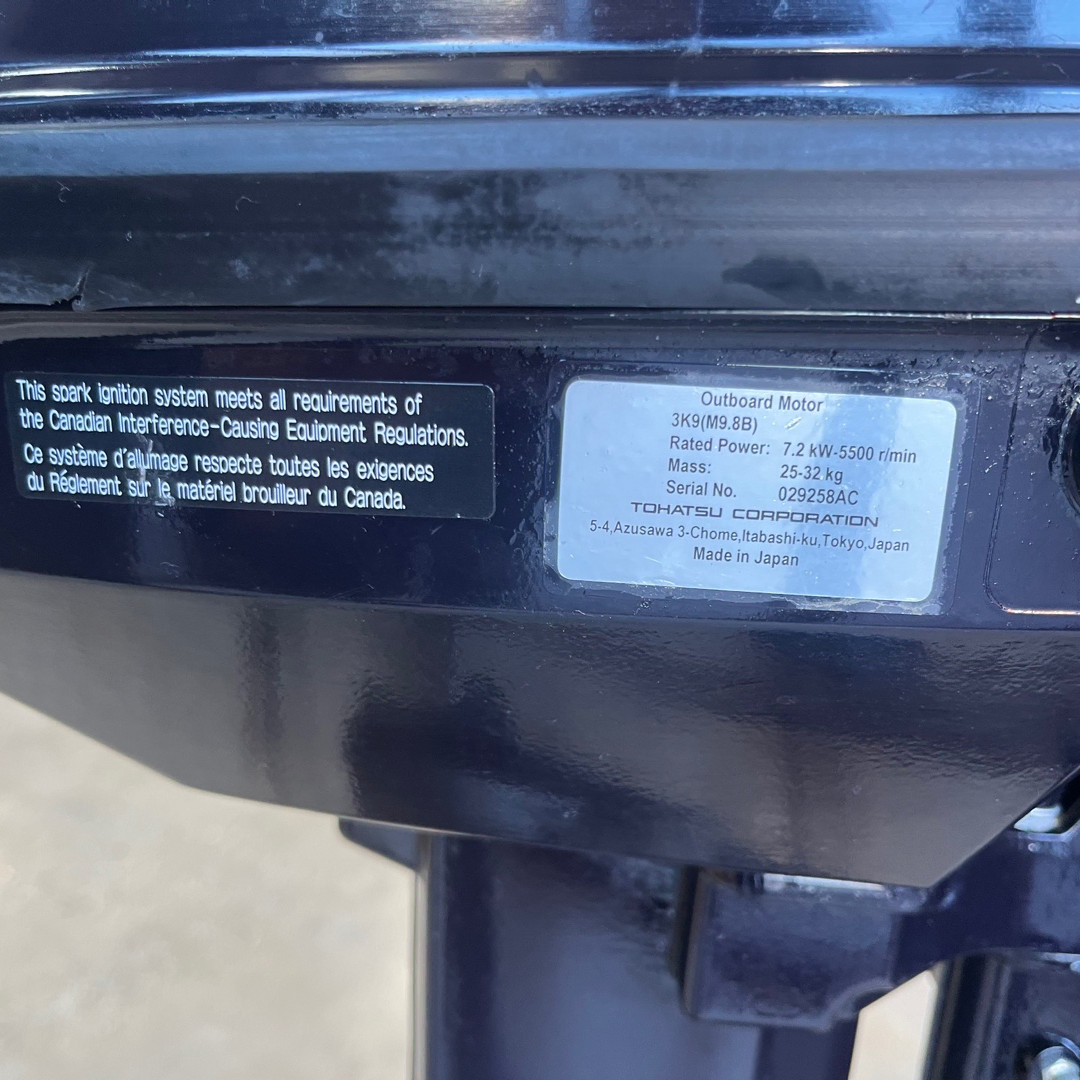 This spark ignition system meets all requirements of
the Canadian Interference-Causing Equipment Regulations.
Ce système d'allumage respecte toutes les exigences
du Réglement sur le matériel brouilleur du Canada.
Outboard Motor
3K9(M9.8B)
Rated Power: 7.2 kW-5500 r/min
Mass: 25-32 kg
Serial No. 029258AC
TOHATSU CORPORATION
5-4,Azusawa 3-Chome,Itabashi-ku,Tokyo,Japan
Made in Japan